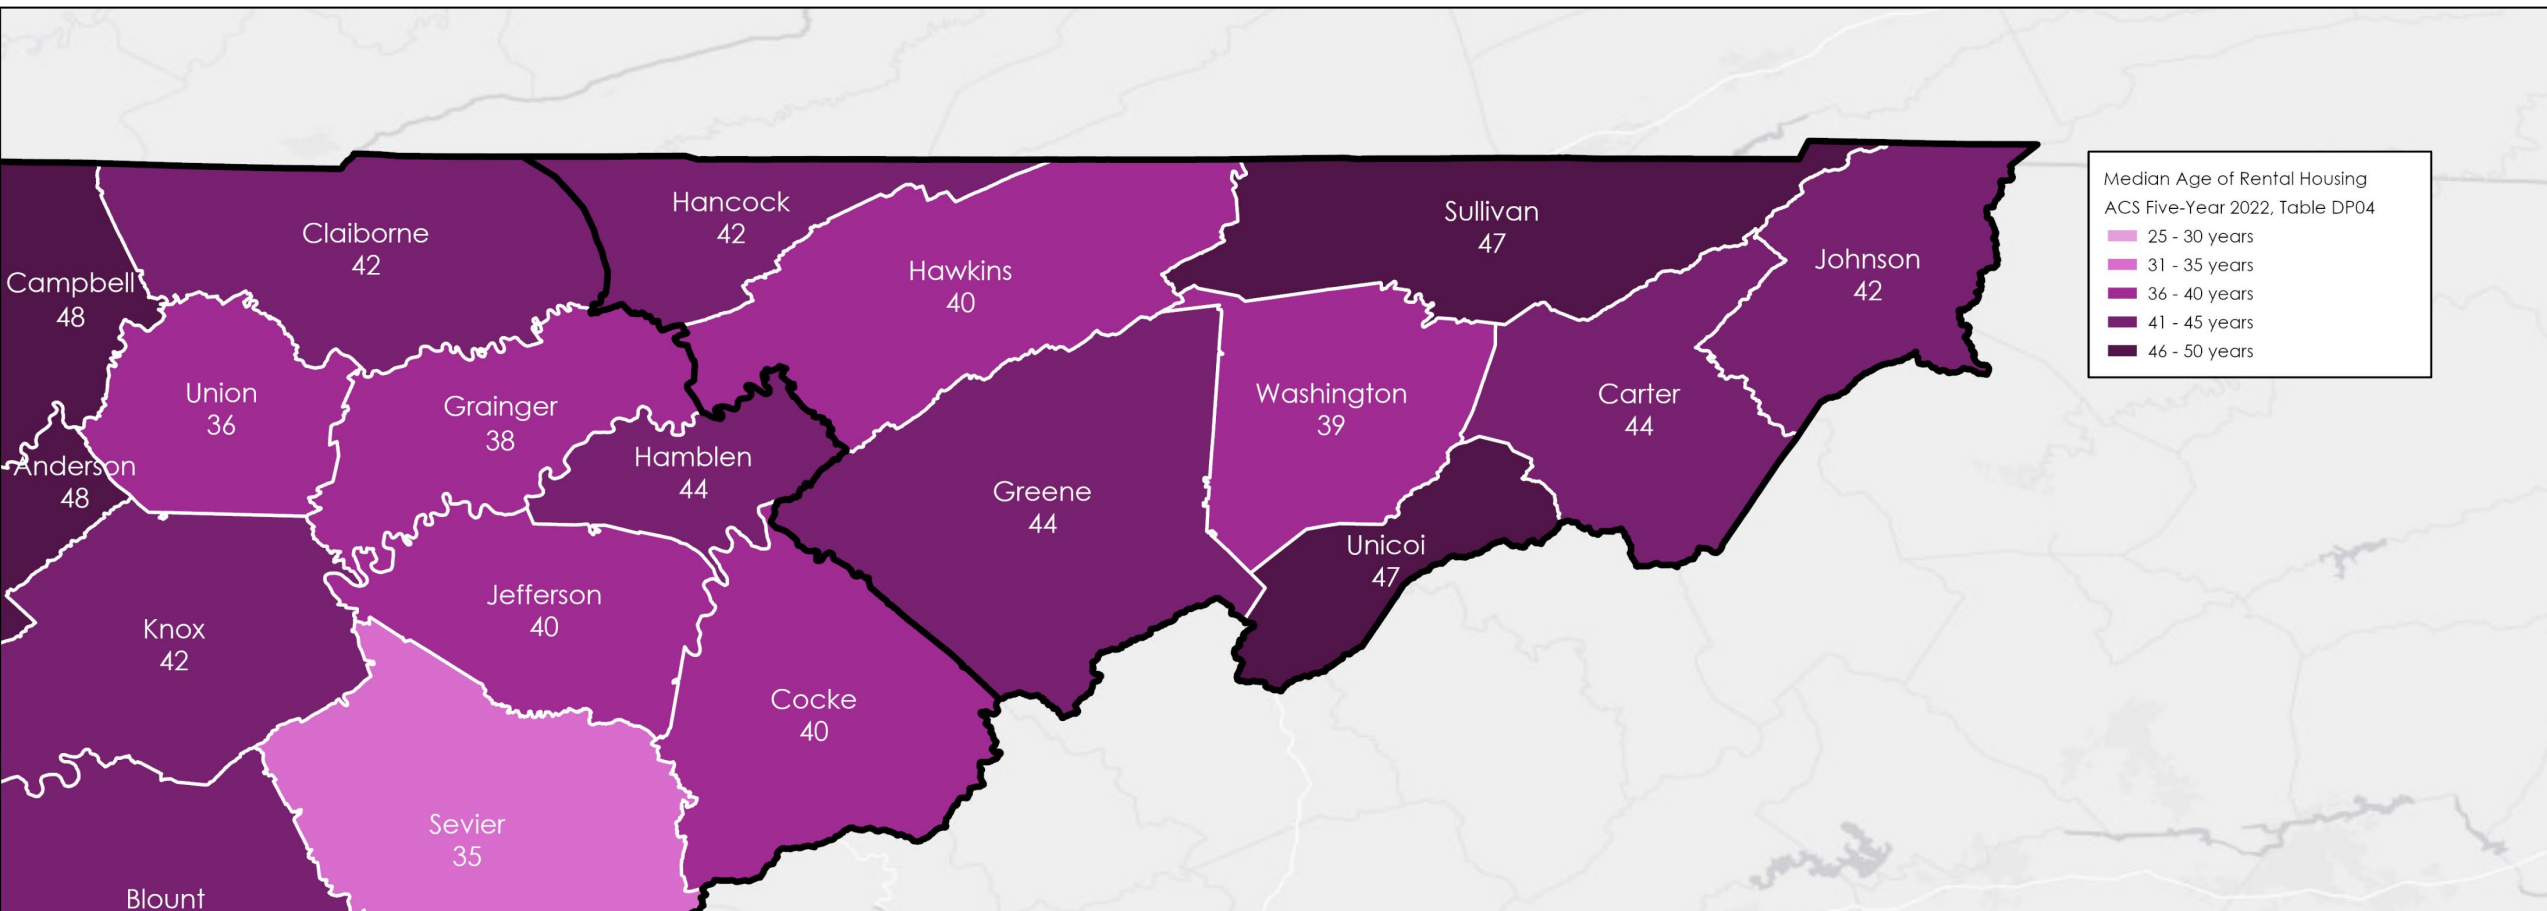 Hancock
42
Claiborne
42
Sullivan
47
Johnson
42
Campbell
48
Hawkins
40
Union
36
Grainger
38
Washington
39
Carter
44
Anderson
48
Hamblen
44
Greene
44
Unicoi
47
Jefferson
40
Knox
42
Cocke
40
Sevier
35
Blount
Median Age of Rental Housing
ACS Five-Year 2022, Table DP04
25 - 30 years
31 - 35 years
36 - 40 years
41 - 45 years
46 - 50 years